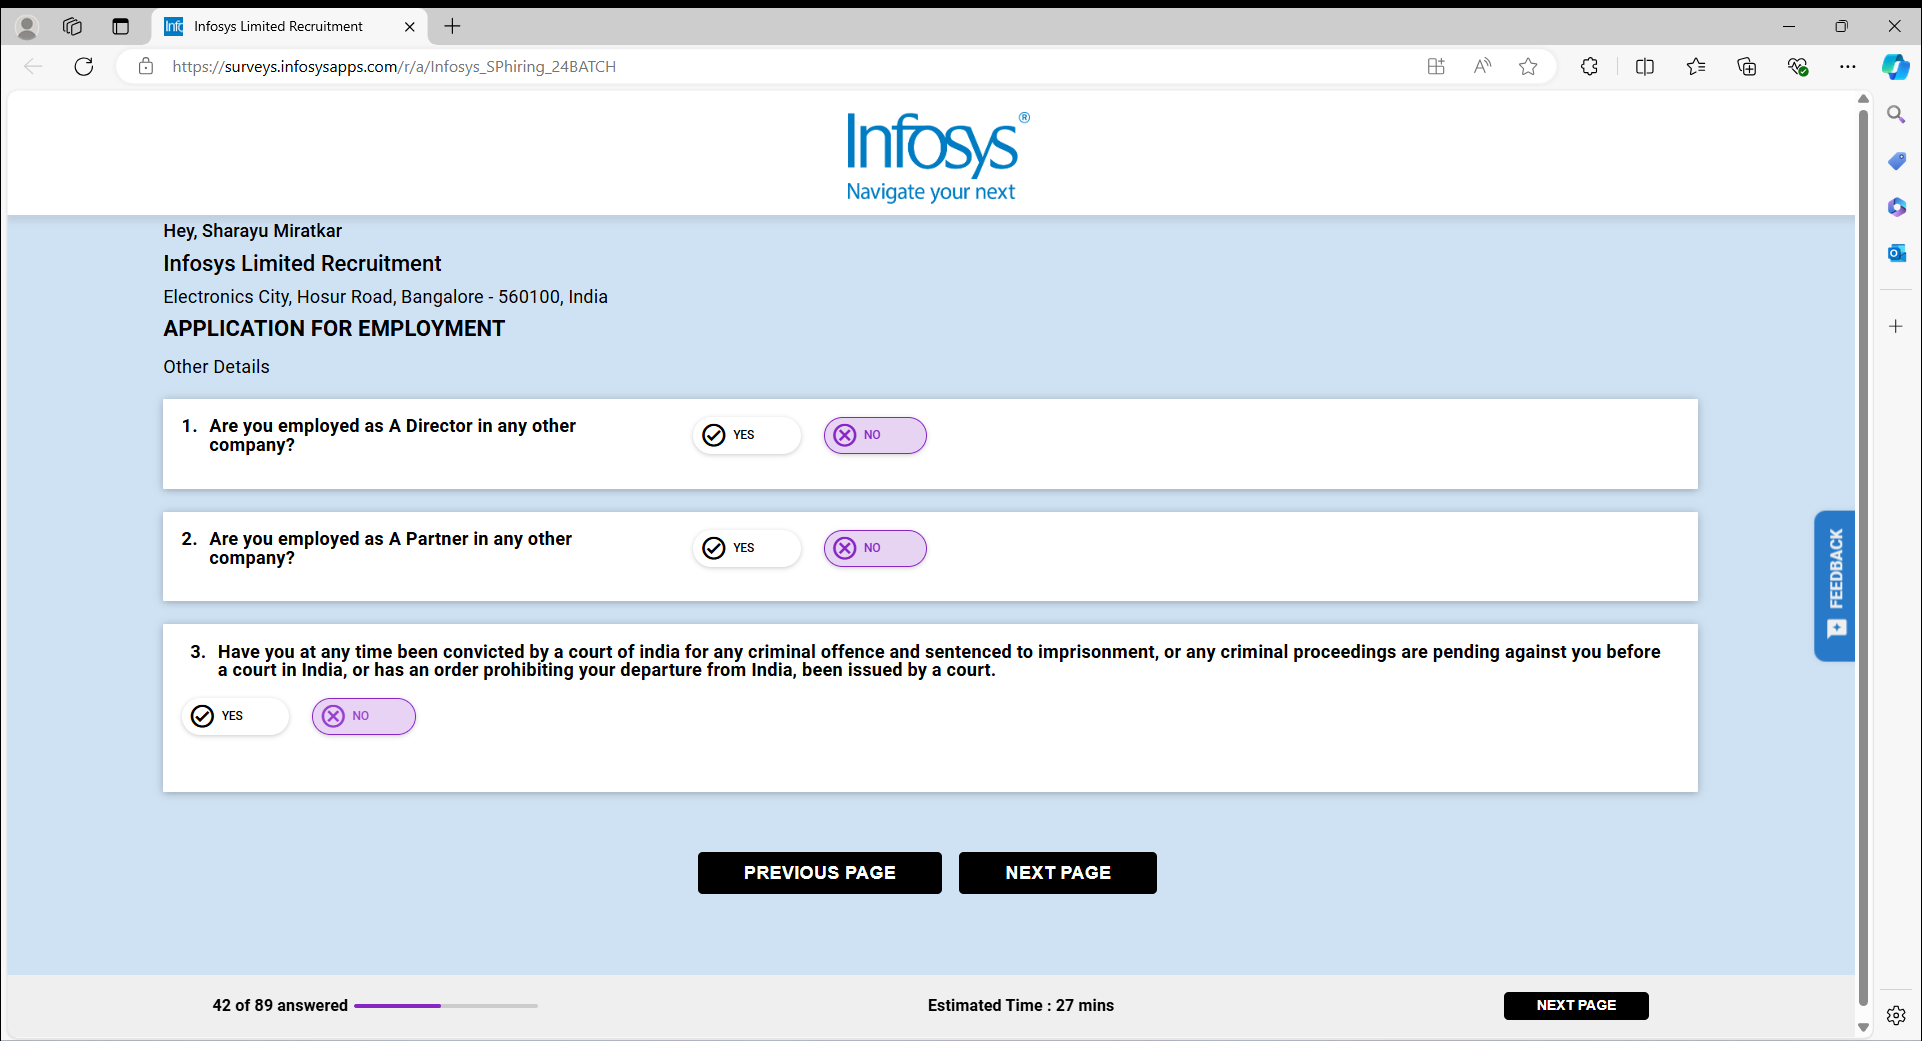 Infosys Limited Recruitment
https://surveys.infosysapps.com/r/a/Infosys_SPhiring_24BATCH
Infosys®
Navigate your next
Hey, Sharayu Miratkar
Infosys Limited Recruitment
Electronics City, Hosur Road, Bangalore - 560100, India
APPLICATION FOR EMPLOYMENT
Other Details
1. Are you employed as A Director in any other
company?
YES
NO
2. Are you employed as A Partner in any other
company?
YES
NO
3. Have you at any time been convicted by a court of india for any criminal offence and sentenced to imprisonment, or any criminal proceedings are pending against you before
a court in India, or has an order prohibiting your departure from India, been issued by a court.
YES
NO
FEEDBACK
PREVIOUS PAGE
NEXT PAGE
42 of 89 answered
Estimated Time : 27 mins
NEXT PAGE